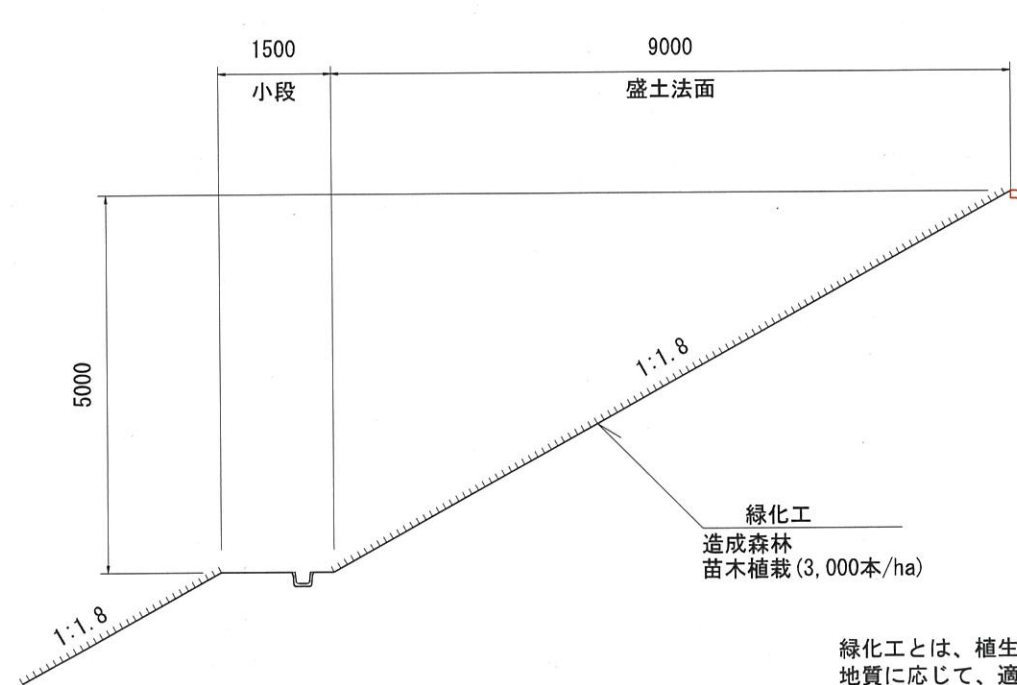 1500
9000
小段
盛土法面
5000
1:1.8
緑化工
造成森林
苗木植栽(3,000本/ha)
1:1.8
緑化工とは、植生
地質に応じて、適